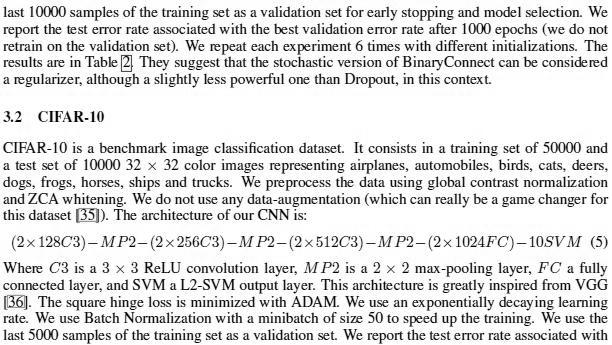 last 10000 samples of the training set as a validation set for early stopping and model selection. We
report the test error rate associated with the best validation error rate after 1000 epochs (we do not
retrain on the validation set). We repeat each experiment 6 times with different initializations. The
results are in Table 2. They suggest that the stochastic version of BinaryConnect can be considered
a regularizer, although a slightly less powerful one than Dropout, in this context.
3.2 CIFAR-10
CIFAR-10 is a benchmark image classification dataset. It consists in a training set of 50000 and
a test set of 10000 32 × 32 color images representing airplanes, automobiles, birds, cats, deers,
dogs, frogs, horses, ships and trucks. We preprocess the data using global contrast normalization
and ZCA whitening. We do not use any data-augmentation (which can really be a game changer for
this dataset [35]). The architecture of our CNN is:
(2×128C3)−MP2−(2×256C3)−MP2−(2×512C3)−MP2−(2×1024FC)−10SVM (5)
Where C3 is a 3 × 3 ReLU convolution layer, MP2 is a 2 × 2 max-pooling layer, FC a fully
connected layer, and SVM a L2-SVM output layer. This architecture is greatly inspired from VGG
[36]. The square hinge loss is minimized with ADAM. We use an exponentially decaying learning
rate. We use Batch Normalization with a minibatch of size 50 to speed up the training. We use the
last 5000 samples of the training set as a validation set. We report the test error rate associated with